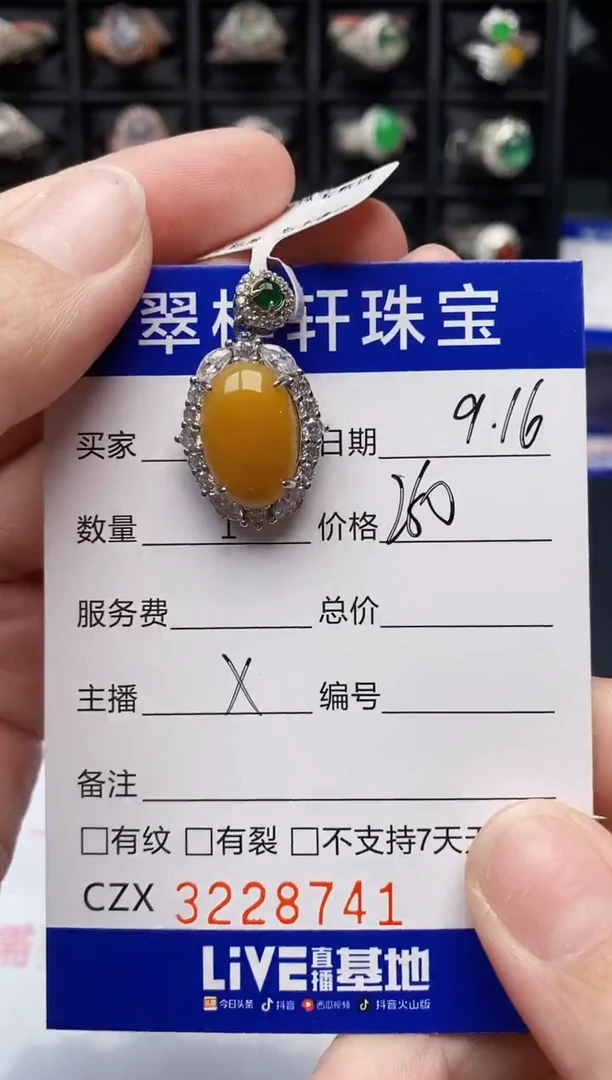 翠 轩珠宝
买家 日期 9.16
数量 1 价格 260
服务费 总价
主播 X 编号
备注
□有纹 □有裂 □不支持7天
CZX 3228741
LiVE直播基地
今日头条 抖音 西瓜视频 抖音火山版